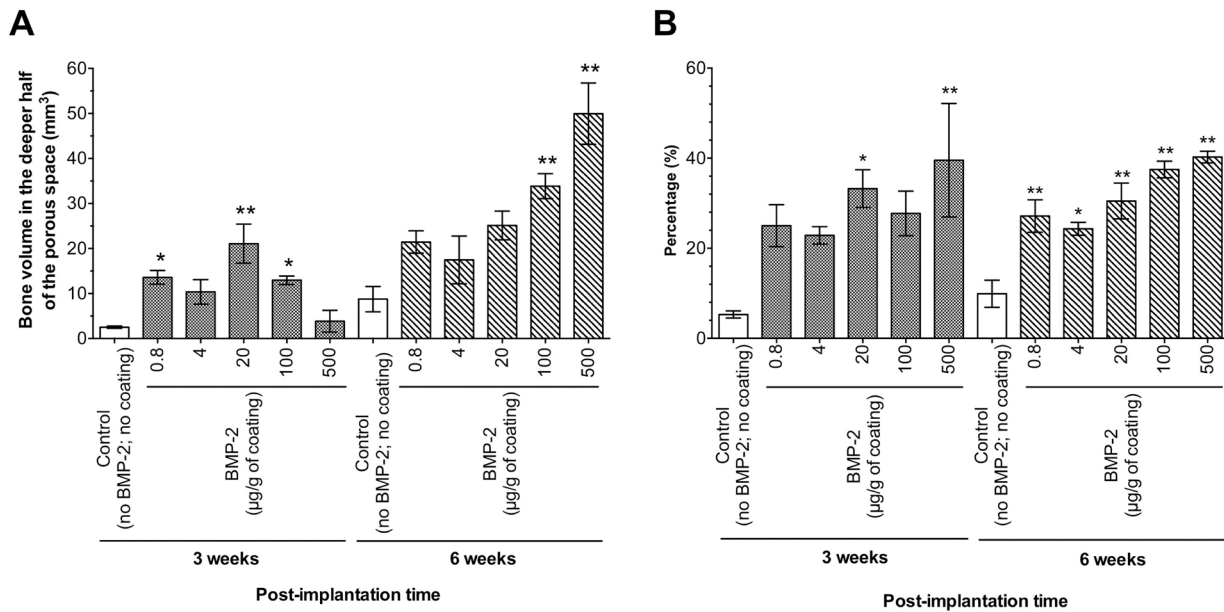 A
Bone volume in the deeper half
of the porous space (mm³)
60
50
40
30
20
10
0
*
**
*
**
**
0.8
4
20
100
500
0.8
4
20
100
500
Control
(no BMP-2; no coating)
BMP-2
(µg/g of coating)
Control
(no BMP-2; no coating)
BMP-2
(µg/g of coating)
3 weeks
6 weeks
Post-implantation time
B
Percentage (%)
60
40
20
0
*
**
**
*
**
**
**
0.8
4
20
100
500
0.8
4
20
100
500
Control
(no BMP-2; no coating)
BMP-2
(µg/g of coating)
Control
(no BMP-2; no coating)
BMP-2
(µg/g of coating)
3 weeks
6 weeks
Post-implantation time